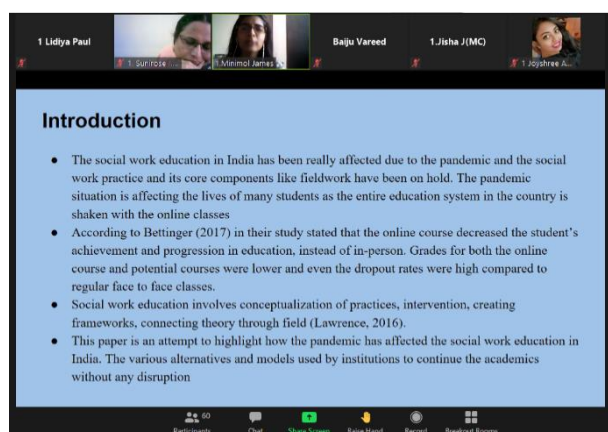 1 Lidiya Paul
1. Sunirose
1.Minimol James
Baiju Vareed
1.Jisha J(MC)
1 Joyshree A...
Introduction
● The social work education in India has been really affected due to the pandemic and the social
work practice and its core components like fieldwork have been on hold. The pandemic
situation is affecting the lives of many students as the entire education system in the country is
shaken with the online classes
● According to Bettinger (2017) in their study stated that the online course decreased the student's
achievement and progression in education, instead of in-person. Grades for both the online
course and potential courses were lower and even the dropout rates were high compared to
regular face to face classes.
● Social work education involves conceptualization of practices, intervention, creating
frameworks, connecting theory through field (Lawrence, 2016).
● This paper is an attempt to highlight how the pandemic has affected the social work education in
India. The various alternatives and models used by institutions to continue the academics
without any disruption
60
Participants Chat Share Screen Raise Hand Record Breakout Rooms